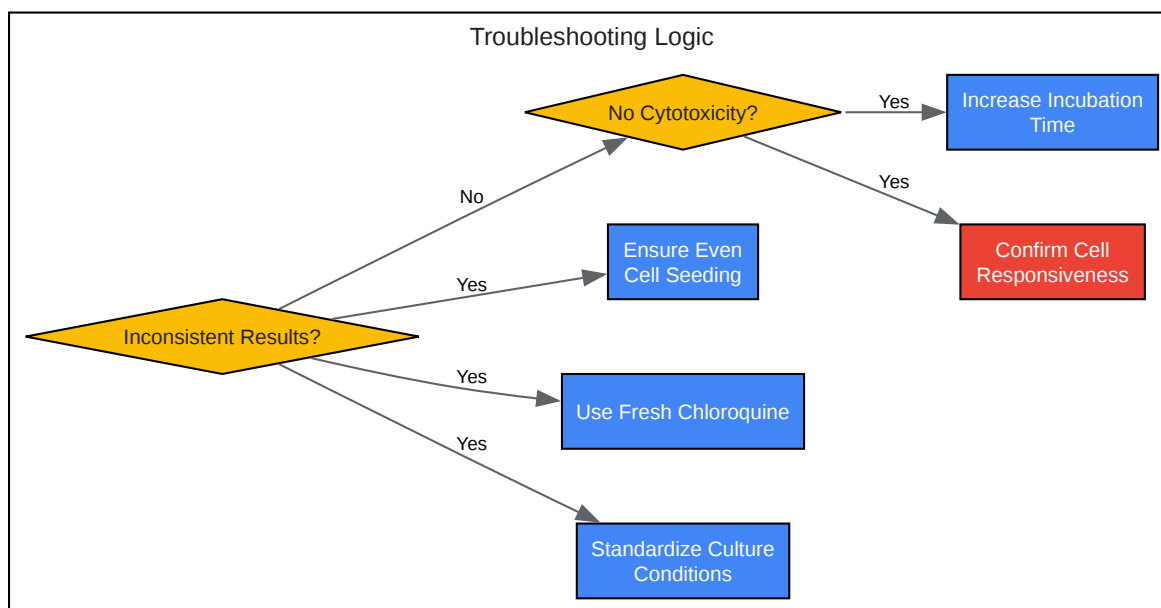 Troubleshooting Logic
No Cytotoxicity?
Yes
Increase Incubation
Time
Yes
Confirm Cell
Responsiveness
No
Ensure Even
Cell Seeding
Yes
Inconsistent Results?
Yes
Use Fresh Chloroquine
Yes
Standardize Culture
Conditions